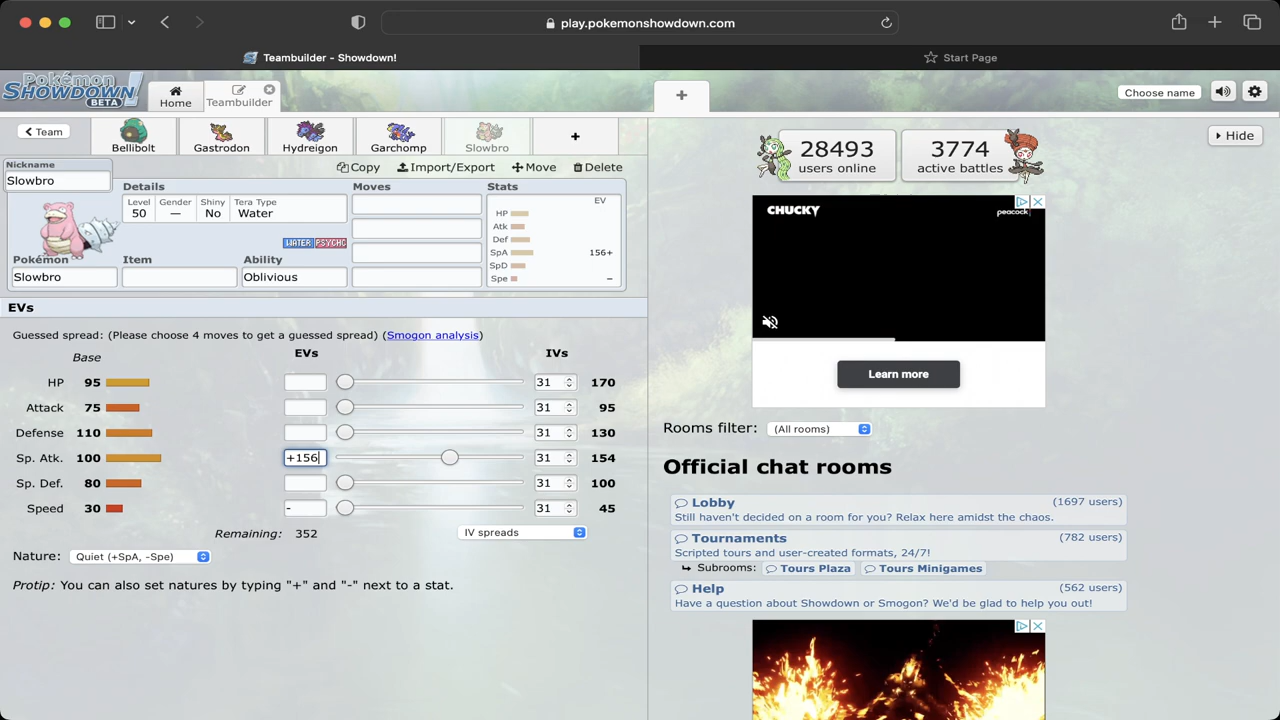 play.pokemonshowdown.com
Teambuilder - Showdown!
Start Page
Pokémon
SHOWDOWN!
BETA
Home
Teambuilder
+
Choose name
Team
Bellibolt
Gastrodon
Hydreigon
Garchomp
Slowbro
+
28493
users online
3774
active battles
Hide
Nickname
Slowbro
Copy
Import/Export
Move
Delete
Details
Moves
Stats
Level
50
Gender
—
Shiny
No
Tera Type
Water
EV
HP
Atk
Def
SpA 156+
SpD
Spe –
WATER PSYCHC
Pokémon
Slowbro
Item
Ability
Oblivious
CHUCKY
peacock
Learn more
EVs
Guessed spread: (Please choose 4 moves to get a guessed spread) (Smogon analysis)
Base EVs IVs
HP 95 31 170
Attack 75 31 95
Defense 110 31 130
Sp. Atk. 100 +156 31 154
Sp. Def. 80 31 100
Speed 30 - 31 45
Remaining: 352
IV spreads
Nature: Quiet (+SpA, -Spe)
Protip: You can also set natures by typing "+" and "-" next to a stat.
Rooms filter: (All rooms)
Official chat rooms
Lobby (1697 users)
Still haven't decided on a room for you? Relax here amidst the chaos.
Tournaments (782 users)
Scripted tours and user-created formats, 24/7!
Subrooms: Tours Plaza Tours Minigames
Help (562 users)
Have a question about Showdown or Smogon? We'd be glad to help you out!